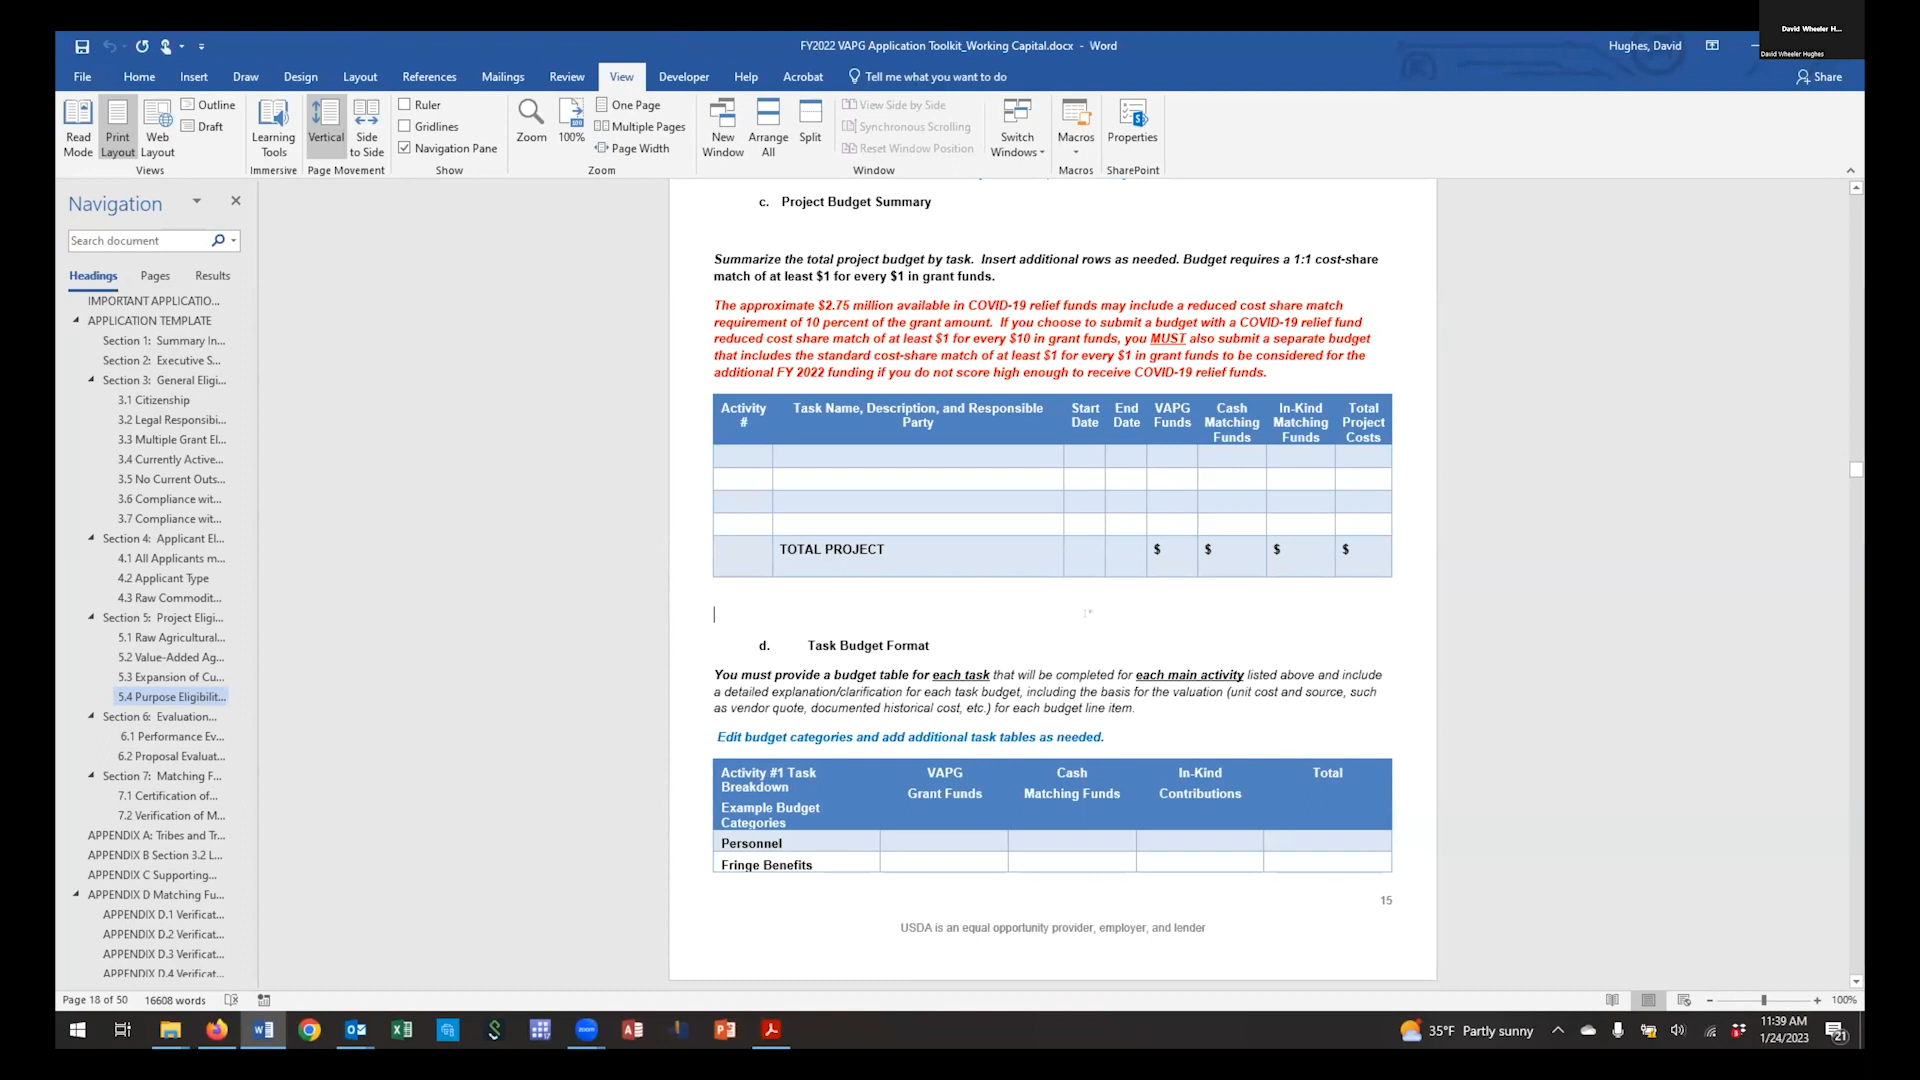 David Wheeler H...
David Wheeler Hughes
FY2022 VAPG Application Toolkit_Working Capital.docx - Word
Hughes, David
File Home Insert Draw Design Layout References Mailings Review View Developer Help Acrobat Tell me what you want to do
Share
Read Mode
Print Layout
Web Layout
Outline
Draft
Views
Learning Tools
Immersive
Vertical
Side to Side
Page Movement
Ruler
Gridlines
Navigation Pane
Show
Zoom
100%
One Page
Multiple Pages
Page Width
Zoom
New Window
Arrange All
Split
View Side by Side
Synchronous Scrolling
Reset Window Position
Window
Switch Windows
Macros
Macros
Properties
SharePoint
Navigation
Search document
Headings Pages Results
IMPORTANT APPLICATIO...
APPLICATION TEMPLATE
Section 1: Summary In...
Section 2: Executive S...
Section 3: General Eligi...
3.1 Citizenship
3.2 Legal Responsibi...
3.3 Multiple Grant El...
3.4 Currently Active...
3.5 No Current Outs...
3.6 Compliance wit...
3.7 Compliance wit...
Section 4: Applicant El...
4.1 All Applicants m...
4.2 Applicant Type
4.3 Raw Commodit...
Section 5: Project Eligi...
5.1 Raw Agricultural...
5.2 Value-Added Ag...
5.3 Expansion of Cu...
5.4 Purpose Eligibilit...
Section 6: Evaluation...
6.1 Performance Ev...
6.2 Proposal Evaluat...
Section 7: Matching F...
7.1 Certification of...
7.2 Verification of M...
APPENDIX A: Tribes and Tr...
APPENDIX B Section 3.2 L...
APPENDIX C Supporting...
APPENDIX D Matching Fu...
APPENDIX D.1 Verificat...
APPENDIX D.2 Verificat...
APPENDIX D.3 Verificat...
APPENDIX D.4 Verificat...
c. Project Budget Summary
Summarize the total project budget by task. Insert additional rows as needed. Budget requires a 1:1 cost-share
match of at least $1 for every $1 in grant funds.
The approximate $2.75 million available in COVID-19 relief funds may include a reduced cost share match
requirement of 10 percent of the grant amount. If you choose to submit a budget with a COVID-19 relief fund
reduced cost share match of at least $1 for every $10 in grant funds, you MUST also submit a separate budget
that includes the standard cost-share match of at least $1 for every $1 in grant funds to be considered for the
additional FY 2022 funding if you do not score high enough to receive COVID-19 relief funds.
Activity # Task Name, Description, and Responsible Party Start Date End Date VAPG Funds Cash Matching Funds In-Kind Matching Funds Total Project Costs
TOTAL PROJECT $ $ $ $
d. Task Budget Format
You must provide a budget table for each task that will be completed for each main activity listed above and include
a detailed explanation/clarification for each task budget, including the basis for the valuation (unit cost and source, such
as vendor quote, documented historical cost, etc.) for each budget line item.
Edit budget categories and add additional task tables as needed.
Activity #1 Task Breakdown Example Budget Categories VAPG Grant Funds Cash Matching Funds In-Kind Contributions Total
Personnel
Fringe Benefits
15
USDA is an equal opportunity provider, employer, and lender
Page 18 of 50 16608 words
100%
35°F Partly sunny
11:39 AM
1/24/2023
21